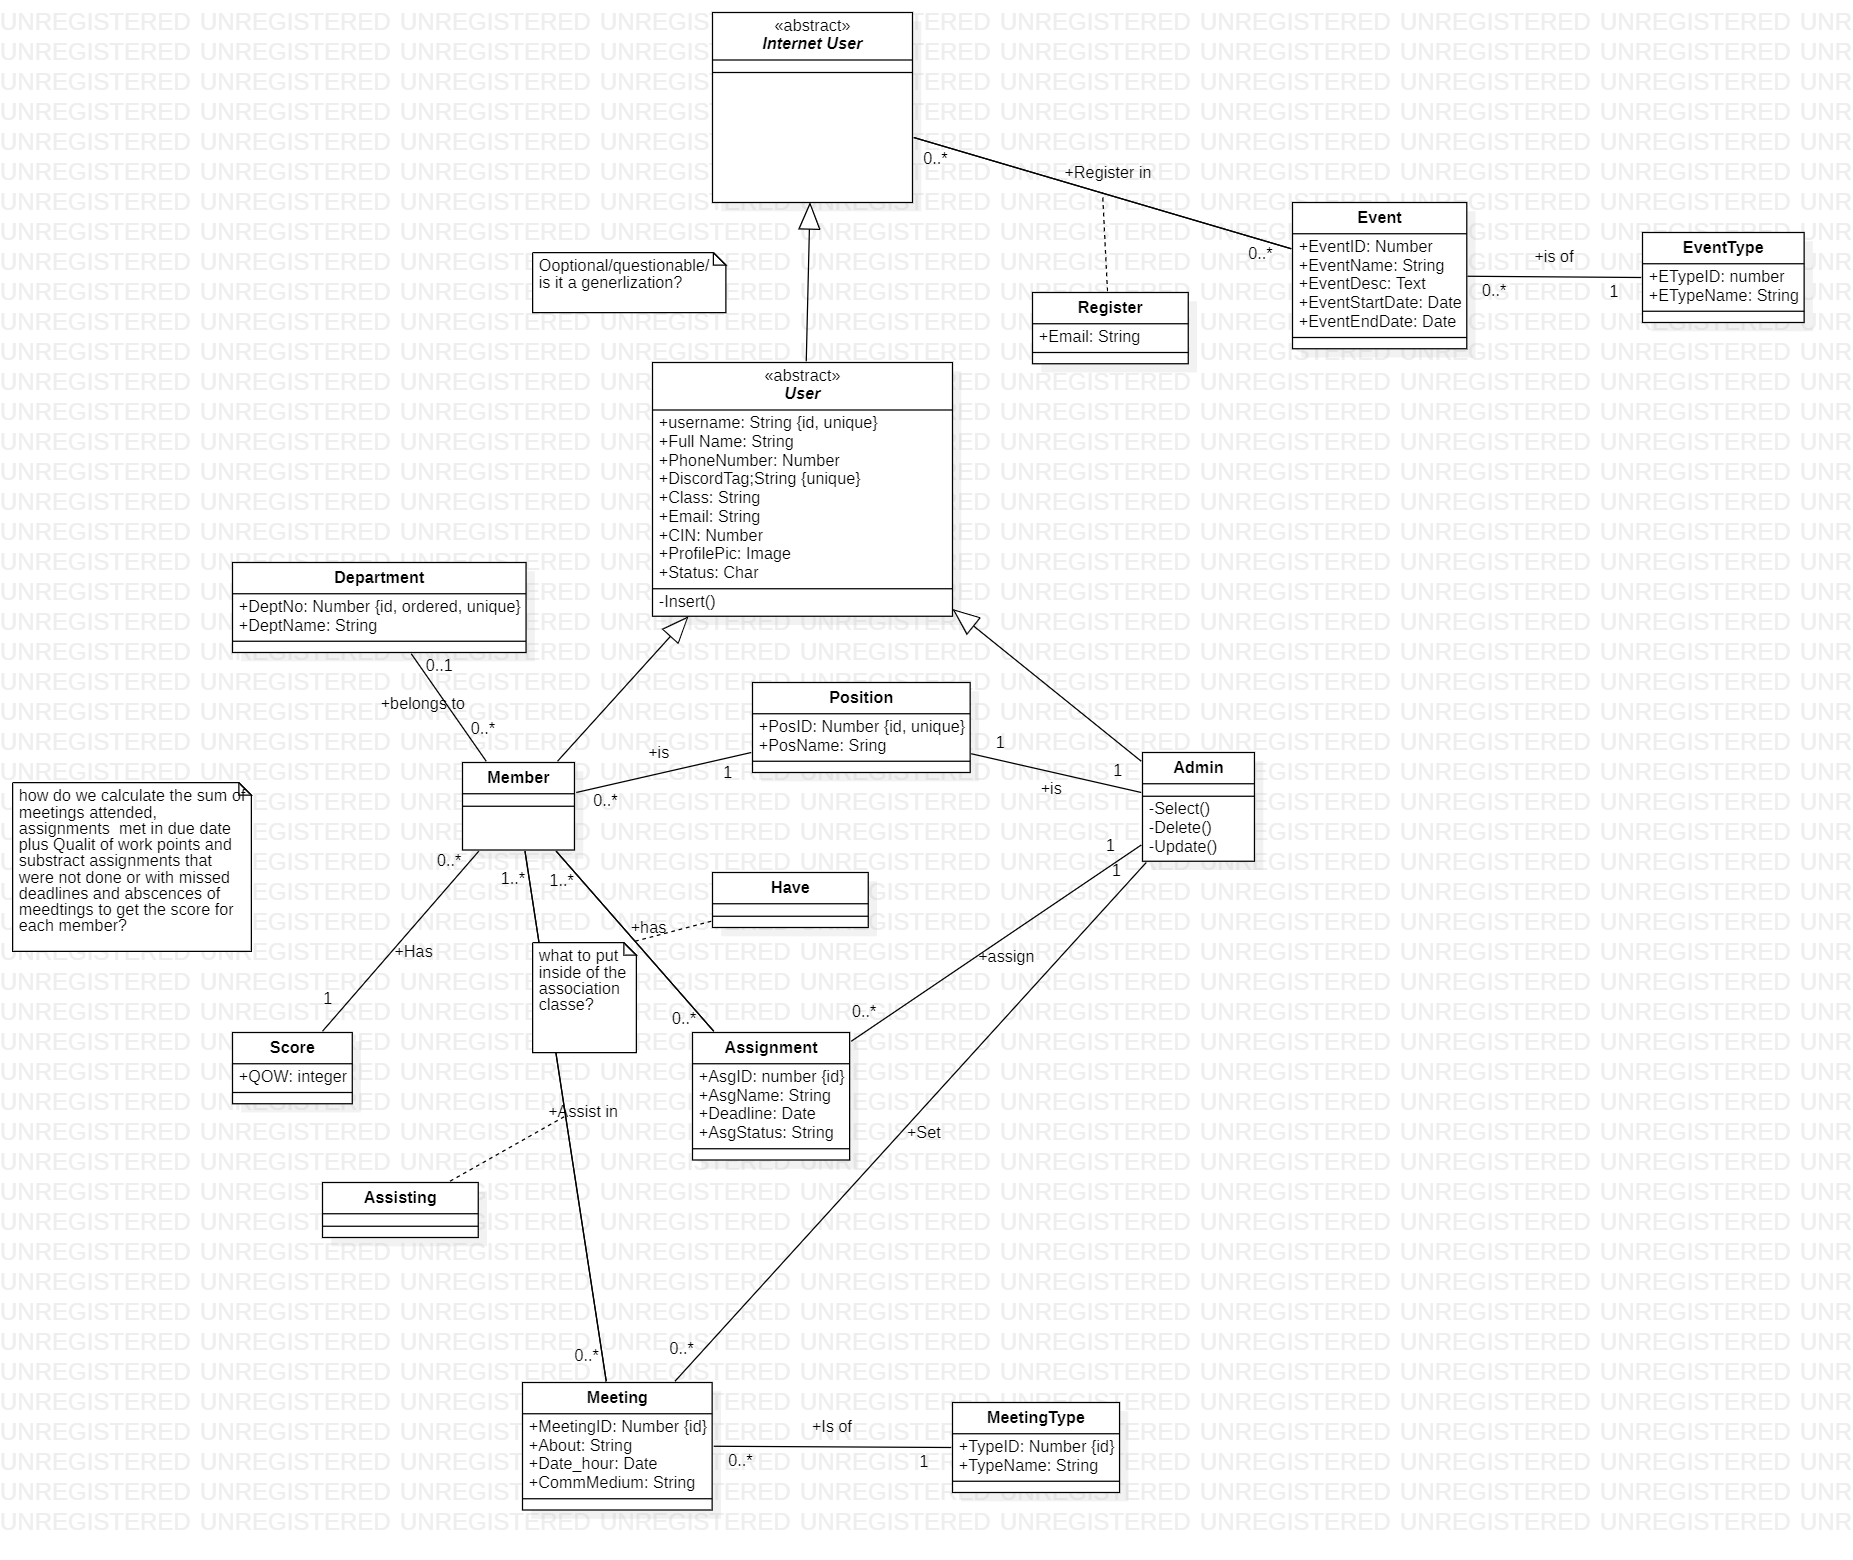 «abstract»
Internet User
0..*
+Register in
0..*
Event
+EventID: Number
+EventName: String
+EventDesc: Text
+EventStartDate: Date
+EventEndDate: Date
+is of
0..*
1
EventType
+ETypeID: number
+ETypeName: String
Ooptional/questionable/
is it a generlization?
Register
+Email: String
«abstract»
User
+username: String {id, unique}
+Full Name: String
+PhoneNumber: Number
+DiscordTag;String {unique}
+Class: String
+Email: String
+CIN: Number
+ProfilePic: Image
+Status: Char
-Insert()
Department
+DeptNo: Number {id, ordered, unique}
+DeptName: String
0..1
+belongs to
0..*
Position
+PosID: Number {id, unique}
+PosName: Sring
+is
1
0..*
1
+is
1
Member
Admin
-Select()
-Delete()
-Update()
how do we calculate the sum of
meetings attended,
assignments  met in due date
plus Qualit of work points and
substract assignments that
were not done or with missed
deadlines and abscences of
meedtings to get the score for
each member?
0..*
1..*
1..*
1
1
Have
+has
+Has
what to put
inside of the
association
classe?
+assign
1
0..*
0..*
Score
+QOW: integer
Assignment
+AsgID: number {id}
+AsgName: String
+Deadline: Date
+AsgStatus: String
+Assist in
+Set
Assisting
0..*
0..*
Meeting
+MeetingID: Number {id}
+About: String
+Date_hour: Date
+CommMedium: String
+Is of
0..*
1
MeetingType
+TypeID: Number {id}
+TypeName: String
UNREGISTERED